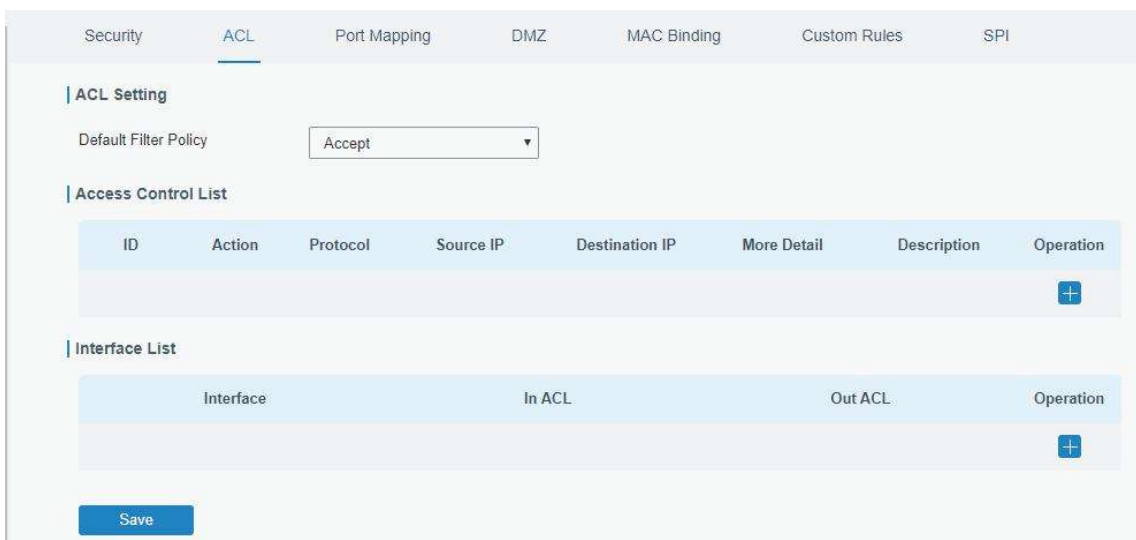 Security ACL Port Mapping DMZ MAC Binding Custom Rules SPI
ACL Setting
Default Filter Policy Accept
Access Control List
ID Action Protocol Source IP Destination IP More Detail Description Operation
Interface List
Interface In ACL Out ACL Operation
Save